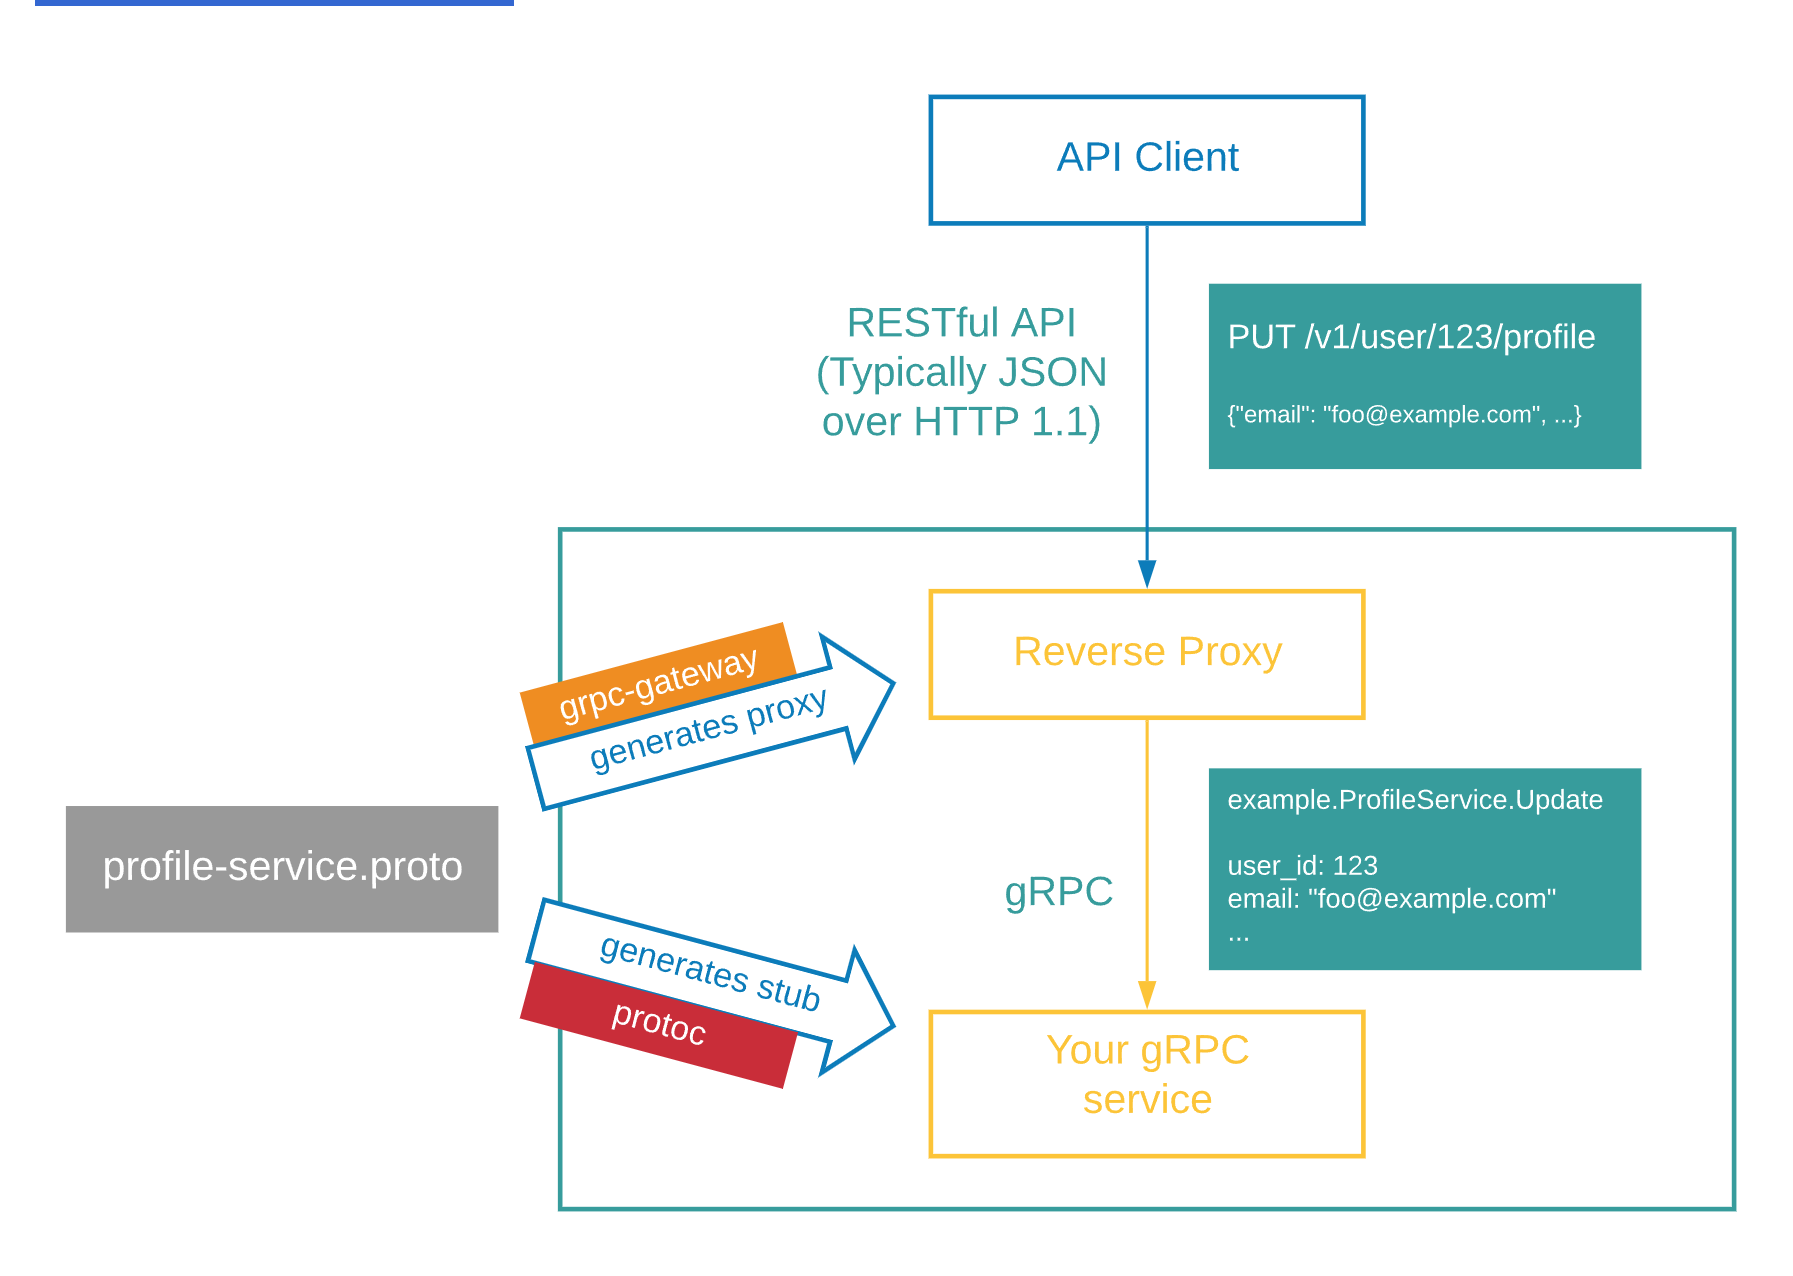 API Client
RESTful API
(Typically JSON
over HTTP 1.1)
PUT /v1/user/123/profile
{"email": "foo@example.com", ...}
Reverse Proxy
grpc-gateway
generates proxy
profile-service.proto
generates stub
protoc
gRPC
example.ProfileService.Update
user_id: 123
email: "foo@example.com"
...
Your gRPC
service